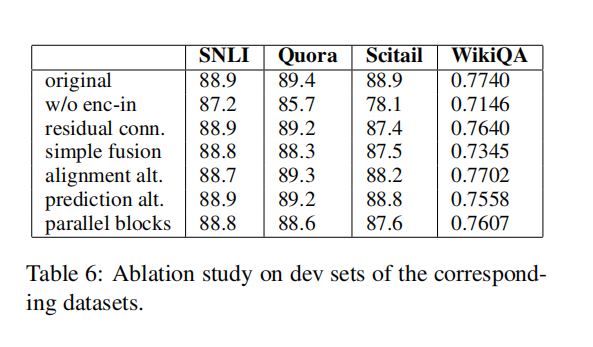 SNLI Quora Scitail WikiQA
original 88.9 89.4 88.9 0.7740
w/o enc-in 87.2 85.7 78.1 0.7146
residual conn. 88.9 89.2 87.4 0.7640
simple fusion 88.8 88.3 87.5 0.7345
alignment alt. 88.7 89.3 88.2 0.7702
prediction alt. 88.9 89.2 88.8 0.7558
parallel blocks 88.8 88.6 87.6 0.7607
Table 6: Ablation study on dev sets of the correspond-
ing datasets.